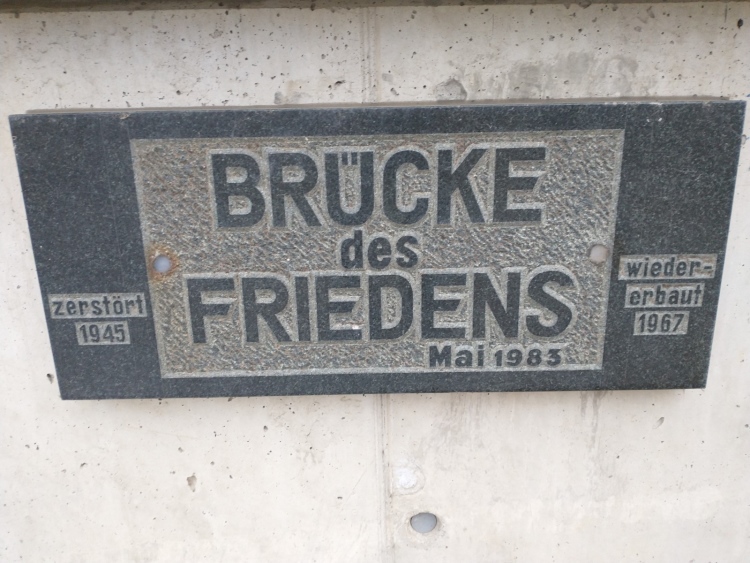 BRÜCKE
des
FRIEDENS
Mai 1983
zerstört
1945
wieder-
erbaut
1967